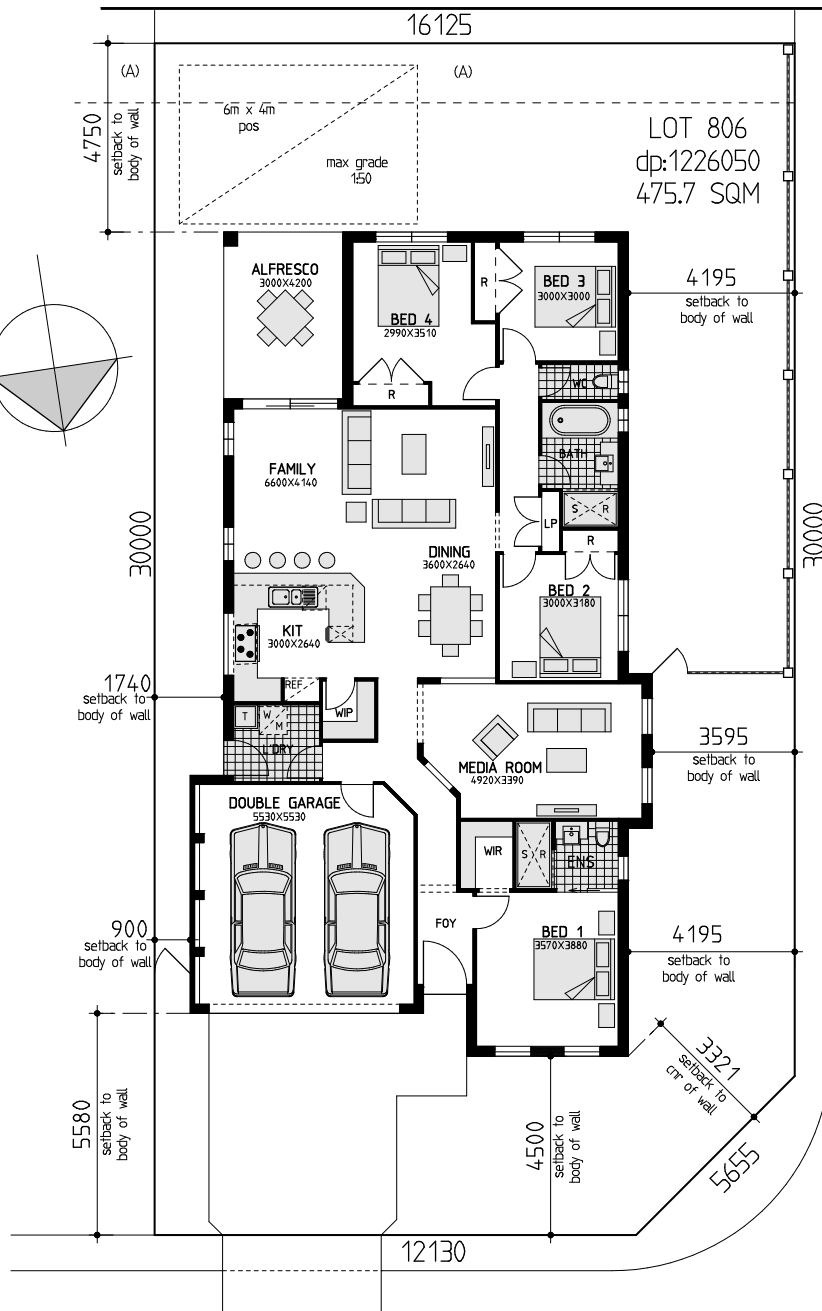 16125
(A)
(A)
4750
setback to
body of wall
6m x 4m
pos
max grade
1:50
LOT 806
dp:1226050
475.7 SQM
ALFRESCO
3000X4200
BED 4
2990X3510
R
R
BED 3
3000X3000
4195
setback to
body of wall
WC
BATH
S R
LP
R
FAMILY
6600X4140
DINING
3600X2640
BED 2
3000X3180
30000
30000
KIT
3000X2640
REF
WIP
1740
setback to
body of wall
T
W
M
L'DRY
MEDIA ROOM
4920X3390
3595
setback to
body of wall
DOUBLE GARAGE
5530X5530
WIR
S R
ENS
900
setback to
body of wall
FOY
BED 1
3570X3880
4195
setback to
body of wall
3321
setback to
cnr of wall
5580
setback to
body of wall
4500
setback to
body of wall
5655
12130